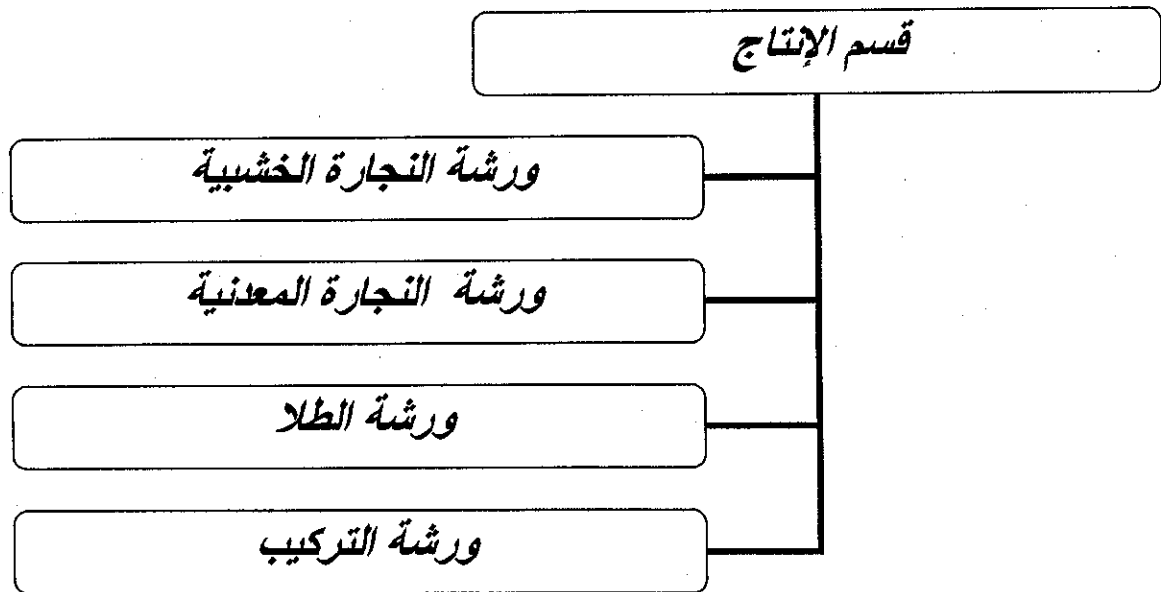 قسم الإنتاج
ورشة النجارة الخشبية
ورشة النجارة المعدنية
ورشة الطلا
ورشة التركيب